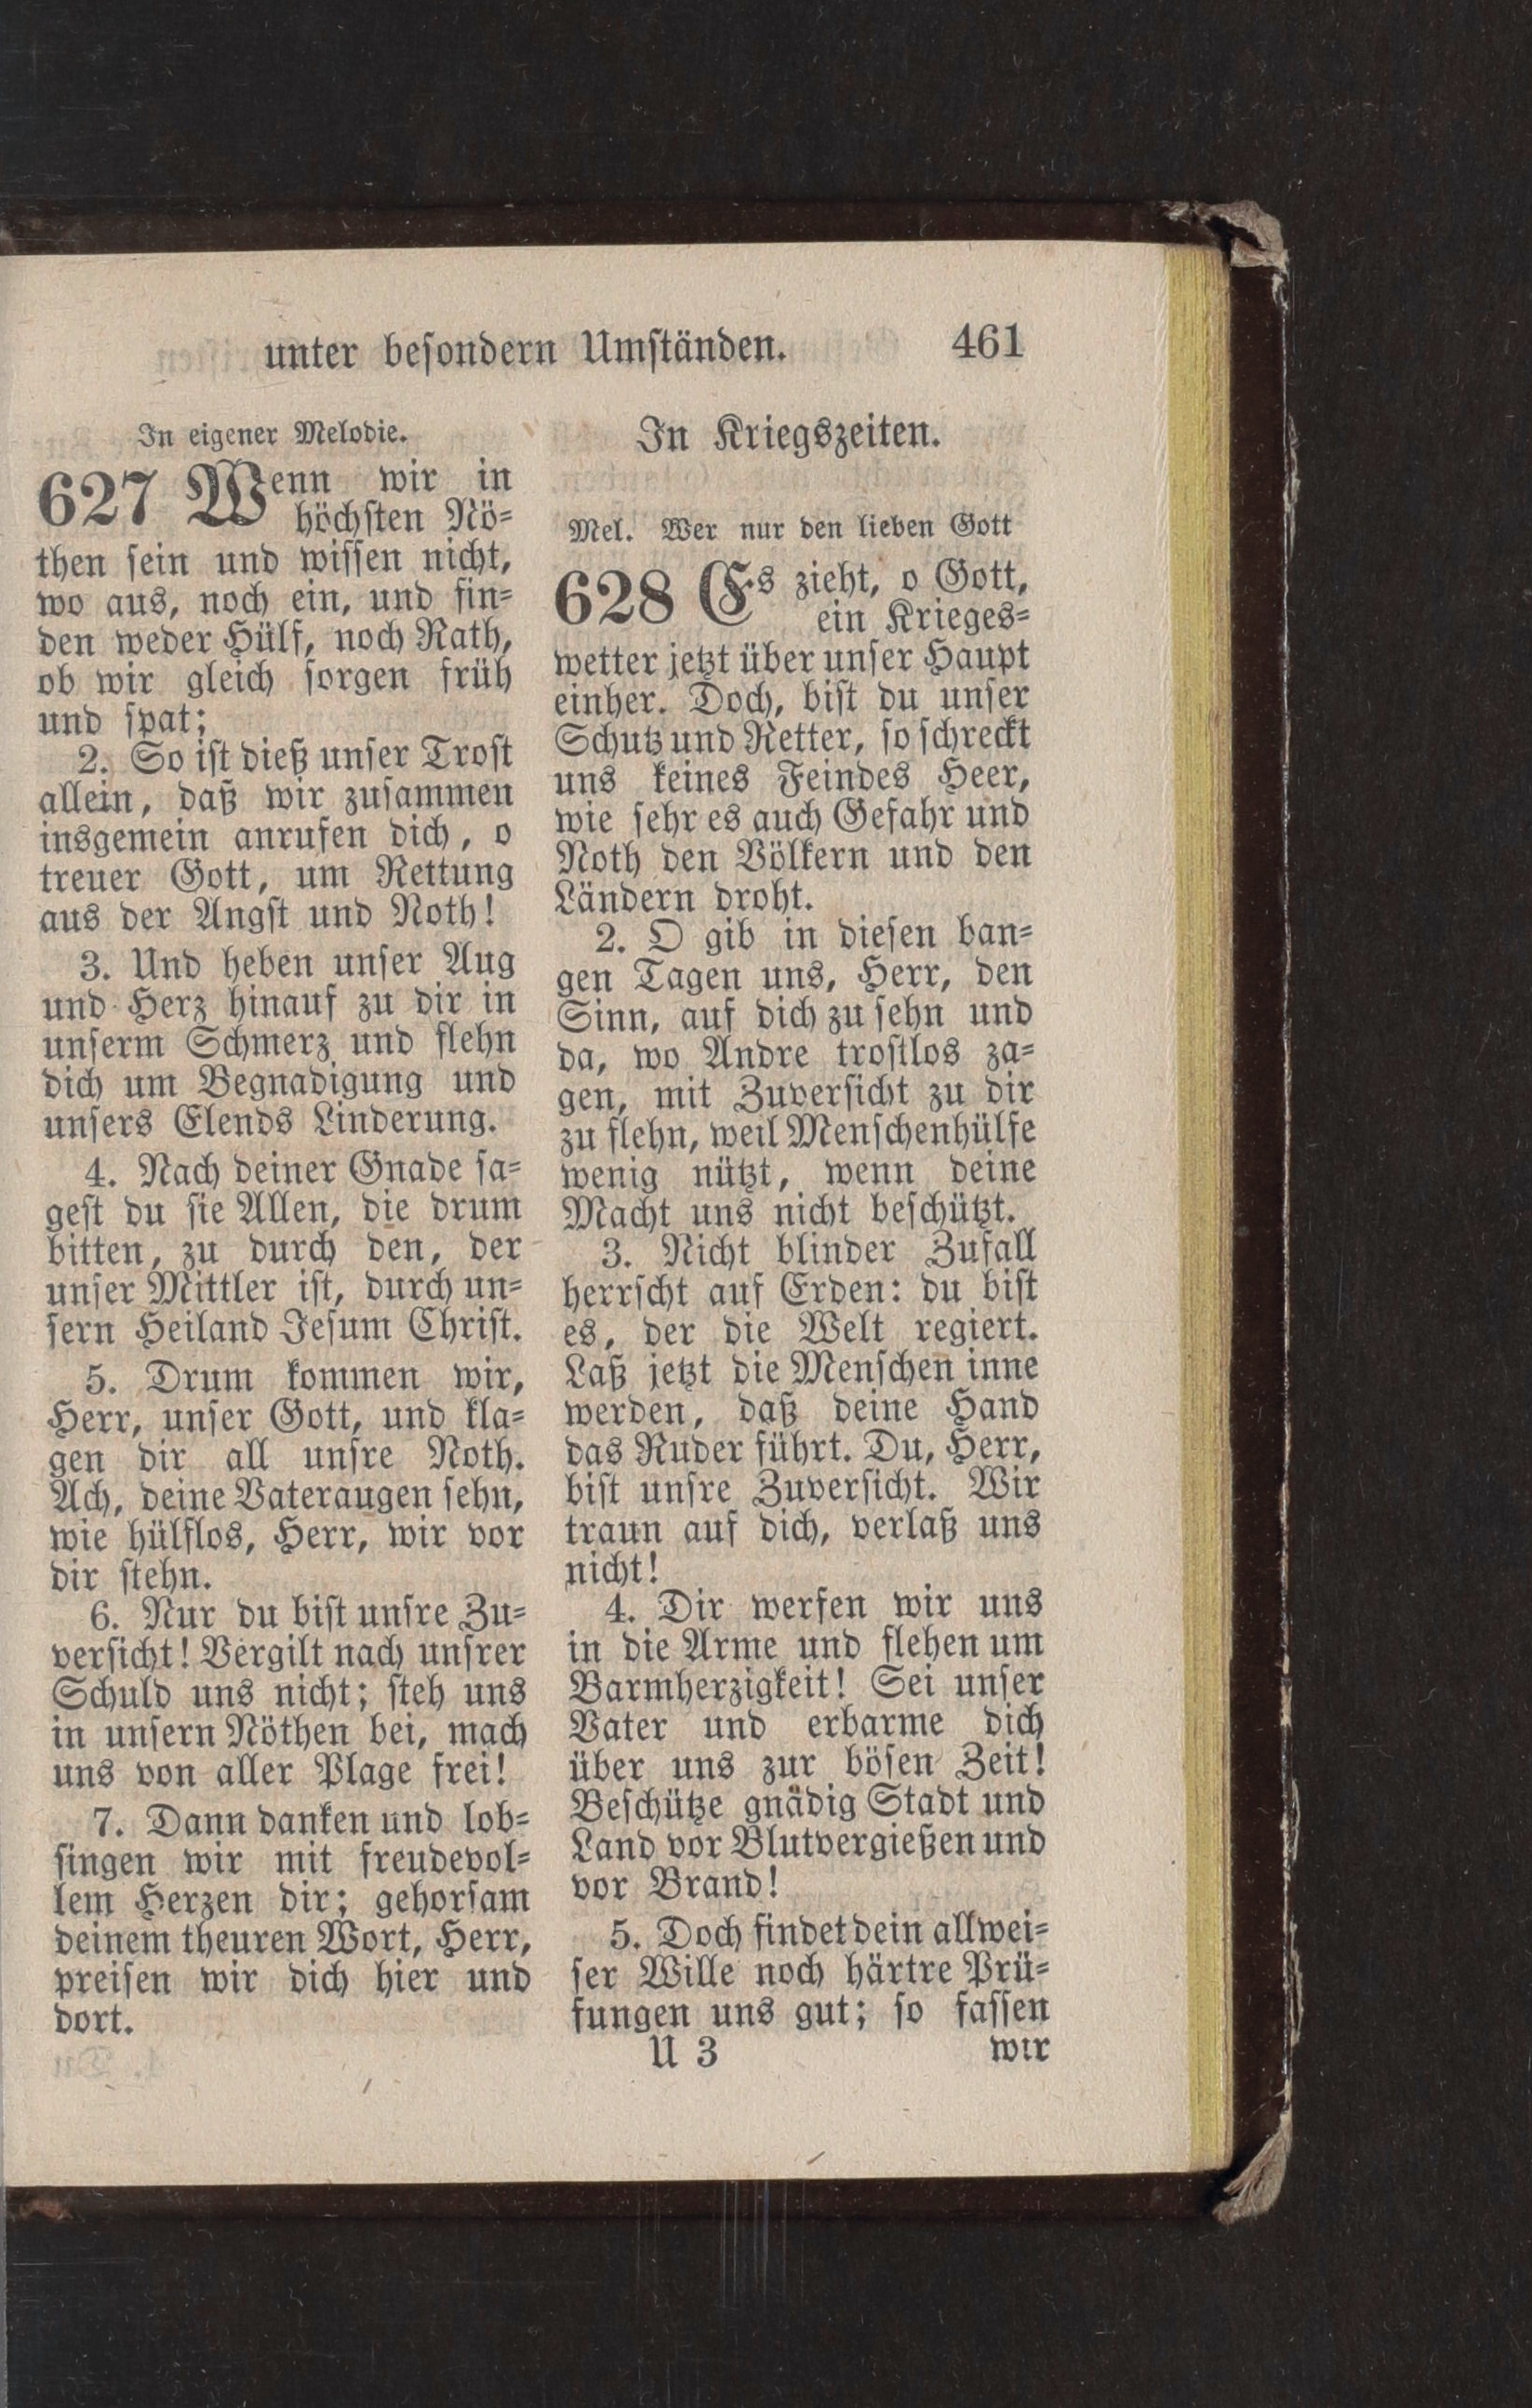 unter besondern Umständen. 461
In eigener Melodie.
627 Wenn wir in
höchsten Nö-
then sein und wissen nicht,
wo aus, noch ein, und fin-
den weder Hülf, noch Rath,
ob wir gleich sorgen früh
und spat;
2. So ist dieß unser Trost
allein, daß wir zusammen
insgemein anrufen dich, o
treuer Gott, um Rettung
aus der Angst und Noth!
3. Und heben unser Aug
und Herz hinauf zu dir in
unserm Schmerz und flehn
dich um Begnadigung und
unsers Elends Linderung.
4. Nach deiner Gnade sa-
gest du sie Allen, die drum
bitten, zu durch den, der
unser Mittler ist, durch un-
sern Heiland Jesum Christ.
5. Drum kommen wir,
Herr, unser Gott, und kla-
gen dir all unsre Noth.
Ach, deine Vateraugen sehn,
wie hülflos, Herr, wir vor
dir stehn.
6. Nur du bist unsre Zu-
versicht! Vergilt nach unsrer
Schuld uns nicht; steh uns
in unsern Nöthen bei, mach
uns von aller Plage frei!
7. Dann danken und lob-
singen wir mit freudevol-
lem Herzen dir; gehorsam
deinem theuren Wort, Herr,
preisen wir dich hier und
dort.
In Kriegszeiten.
Mel. Wer nur den lieben Gott
628 Es zieht, o Gott,
ein Krieges-
wetter jetzt über unser Haupt
einher. Doch, bist du unser
Schutz und Retter, so schreckt
uns keines Feindes Heer,
wie sehr es auch Gefahr und
Noth den Völkern und den
Ländern droht.
2. O gib in diesen ban-
gen Tagen uns, Herr, den
Sinn, auf dich zu sehn und
da, wo Andre trostlos za-
gen, mit Zuversicht zu dir
zu flehn, weil Menschenhülfe
wenig nützt, wenn deine
Macht uns nicht beschützt.
3. Nicht blinder Zufall
herrscht auf Erden: du bist
es, der die Welt regiert.
Laß jetzt die Menschen inne
werden, daß deine Hand
das Ruder führt. Du, Herr,
bist unsre Zuversicht. Wir
traun auf dich, verlaß uns
nicht!
4. Dir werfen wir uns
in die Arme und flehen um
Barmherzigkeit! Sei unser
Vater und erbarme dich
über uns zur bösen Zeit!
Beschütze gnädig Stadt und
Land vor Blutvergießen und
vor Brand!
5. Doch findet dein allwei-
ser Wille noch härtre Prü-
fungen uns gut; so fassen
U 3 wir